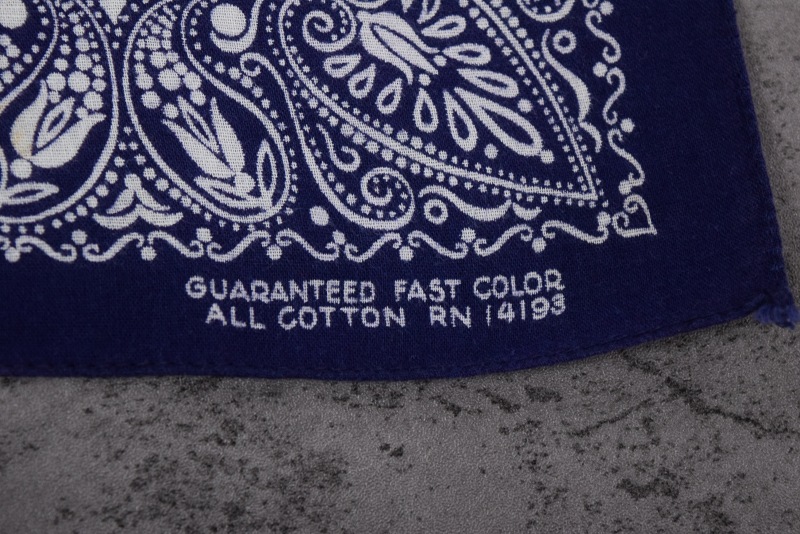 GUARANTEED FAST COLOR
ALL COTTON RN 14193